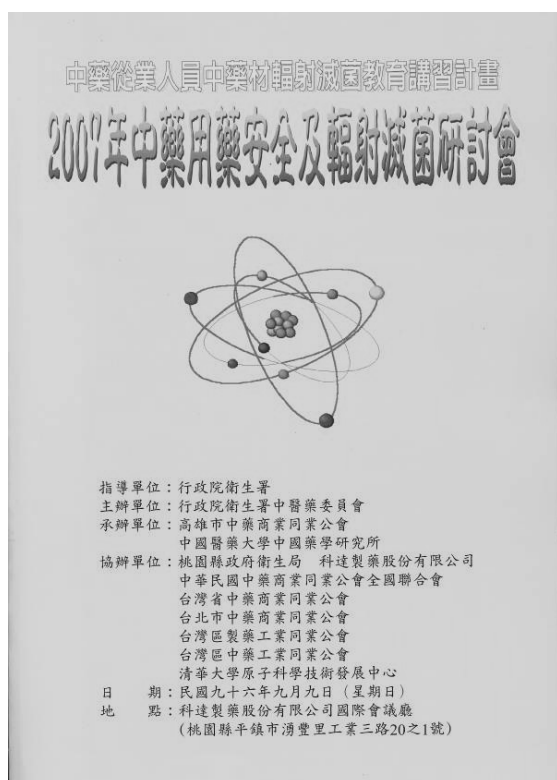 中藥從業人員中藥材輻射滅菌教育講習計畫
2007年中藥用藥安全及輻射滅菌研討會
指導單位：行政院衛生署
主辦單位：行政院衛生署中醫藥委員會
承辦單位：高雄市中藥商業同業公會
中國醫藥大學中國藥學研究所
協辦單位：桃園縣政府衛生局　科達製藥股份有限公司
中華民國中藥商業同業公會全國聯合會
台灣省中藥商業同業公會
台北市中藥商業同業公會
台灣區製藥工業同業公會
台灣區中藥工業同業公會
清華大學原子科學技術發展中心
日　　期：民國九十六年九月九日（星期日）
地　　點：科達製藥股份有限公司國際會議廳
（桃園縣平鎮市湧豐里工業三路20之1號）